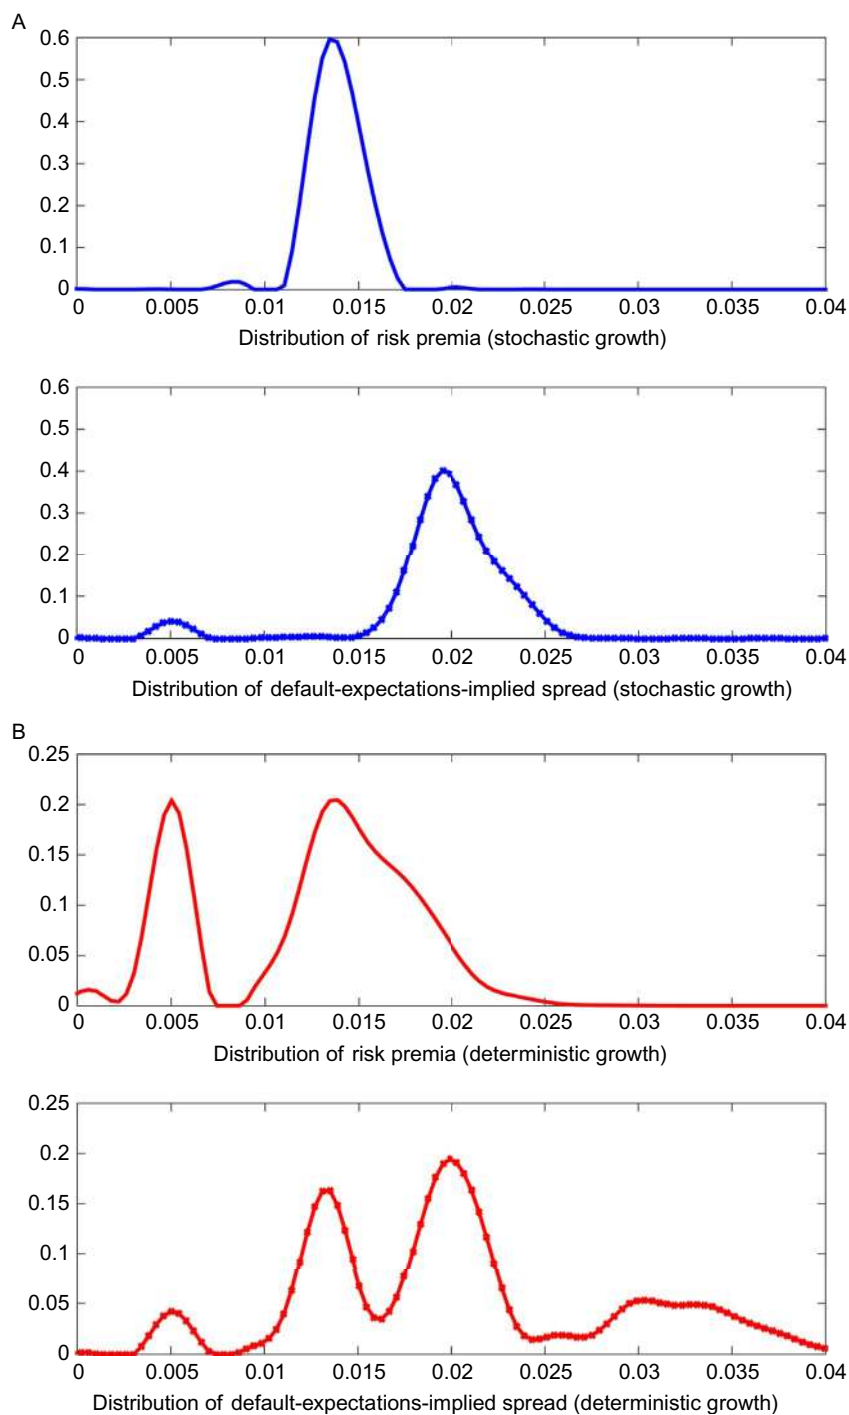 A
0.6
0.5
0.4
0.3
0.2
0.1
0
0 0.005 0.010 0.015 0.02 0.025 0.03 0.035 0.04
Distribution of risk premia (stochastic growth)
0.6
0.5
0.4
0.3
0.2
0.1
0
0 0.005 0.010 0.015 0.02 0.025 0.03 0.035 0.04
Distribution of default-expectations-implied spread (stochastic growth)
B
0.25
0.2
0.15
0.1
0.05
0
0 0.005 0.010 0.015 0.02 0.025 0.03 0.035 0.04
Distribution of risk premia (deterministic growth)
0.25
0.2
0.15
0.1
0.05
0
0 0.005 0.010 0.015 0.02 0.025 0.03 0.035 0.04
Distribution of default-expectations-implied spread (deterministic growth)